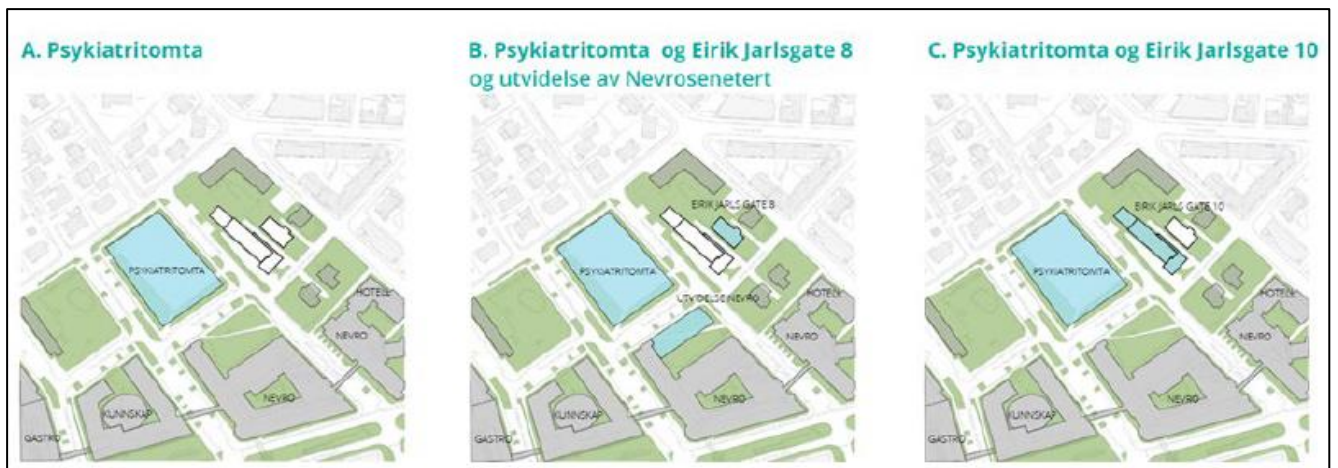 A. Psykiatritomta
PSYKIATRITOMTA
HOTELL
NEVRO
NEVRO
KUNNSKAP
GASTRO
B. Psykiatritomta og Eirik Jarlsgate 8
og utvidelse av Nevrosenetert
EIRIK JARLS GATE 8
PSYKIATRITOMTA
UTVIDELSE NEVRO
HOTELL
NEVRO
NEVRO
KUNNSKAP
GASTRO
C. Psykiatritomta og Eirik Jarlsgate 10
EIRIK JARLS GATE 10
PSYKIATRITOMTA
HOTELL
NEVRO
NEVRO
KUNNSKAP
GASTRO